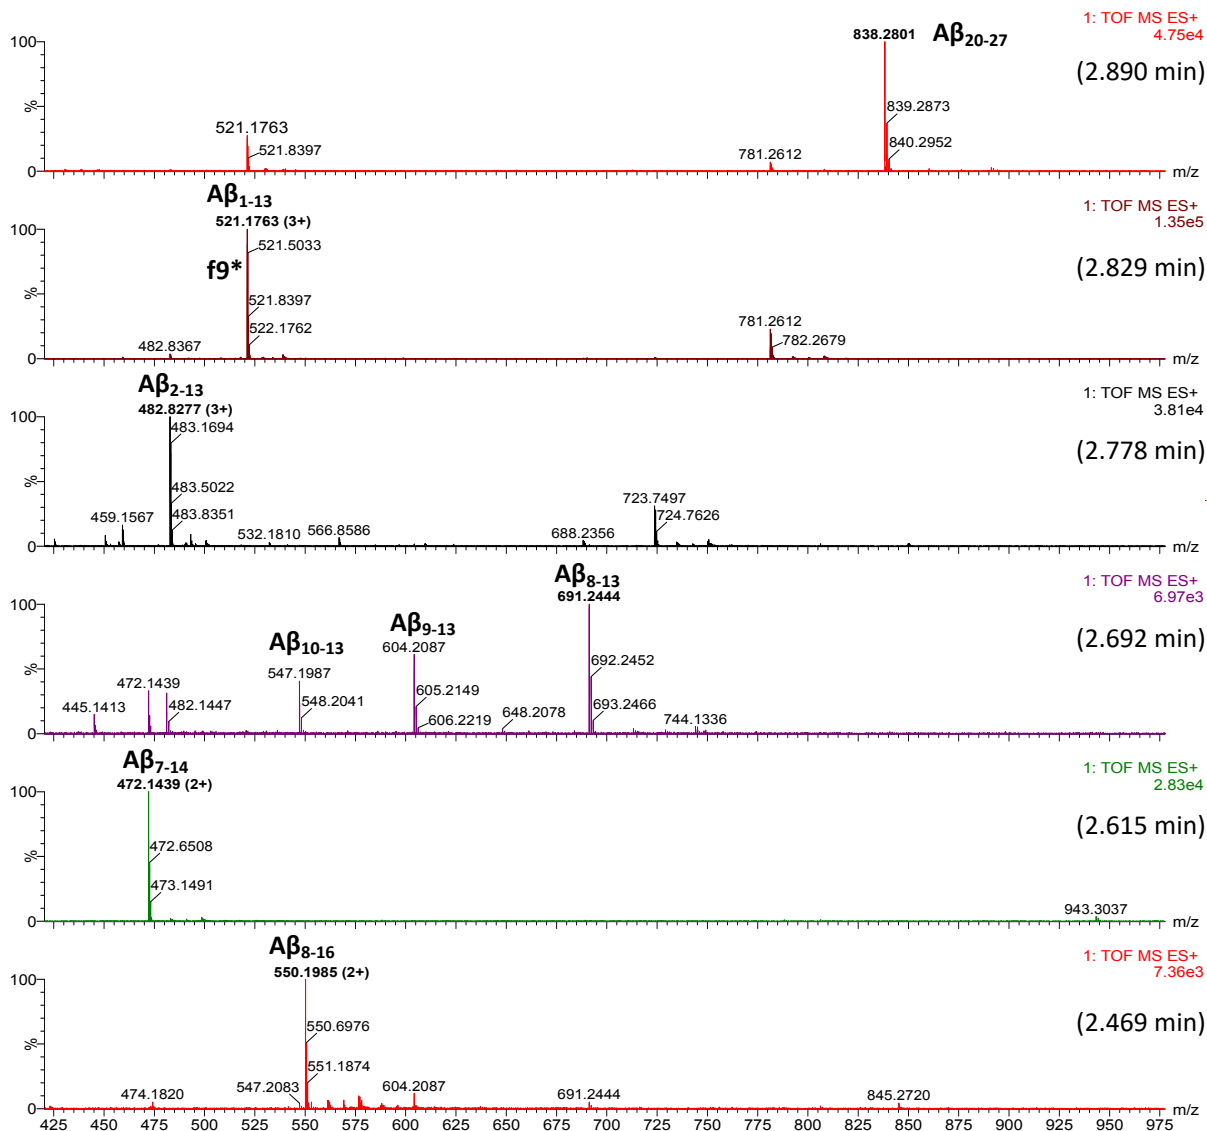 1: TOF MS ES+
4.75e4
(2.890 min)
838.2801 Aβ20-27
100
%
0
521.1763
521.8397
781.2612
839.2873
840.2952
m/z
1: TOF MS ES+
1.35e5
(2.829 min)
Aβ1-13
521.1763 (3+)
f9*
100
%
0
521.5033
521.8397
522.1762
482.8367
781.2612
782.2679
m/z
1: TOF MS ES+
3.81e4
(2.778 min)
Aβ2-13
482.8277 (3+)
100
%
0
483.1694
483.5022
483.8351
459.1567
532.1810
566.8586
688.2356
723.7497
724.7626
m/z
1: TOF MS ES+
6.97e3
(2.692 min)
Aβ8-13
691.2444
Aβ9-13
604.2087
Aβ10-13
547.1987
100
%
0
445.1413
472.1439
482.1447
548.2041
605.2149
606.2219
648.2078
692.2452
693.2466
744.1336
m/z
1: TOF MS ES+
2.83e4
(2.615 min)
Aβ7-14
472.1439 (2+)
100
%
0
472.6508
473.1491
943.3037
m/z
1: TOF MS ES+
7.36e3
(2.469 min)
Aβ8-16
550.1985 (2+)
100
%
0
550.6976
551.1874
474.1820
547.2083
604.2087
691.2444
845.2720
m/z
425 450 475 500 525 550 575 600 625 650 675 700 725 750 775 800 825 850 875 900 925 950 975